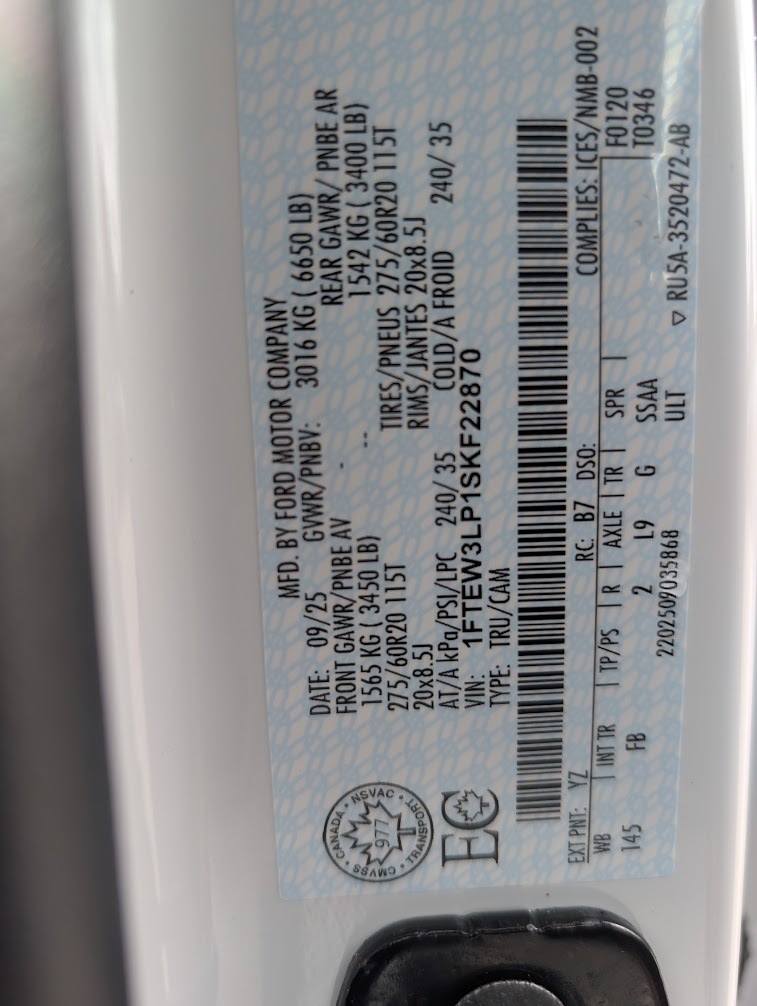 MFD. BY FORD MOTOR COMPANY
DATE: 09/25 GVWR/PNBV: 3016 KG ( 6650 LB)
FRONT GAWR/PNBE AV - REAR GAWR/ PNBE AR
1565 KG ( 3450 LB) -- 1542 KG ( 3400 LB)
275/60R20 115T TIRES/PNEUS 275/60R20 115T
20x8.5J RIMS/JANTES 20x8.5J
AT/A kPa/PSI/LPC 240/ 35 COLD/A FROID 240/ 35
VIN: 1FTEW3LP1SKF22870
TYPE: TRU/CAM
CANADA • NSVAC • TRANSPORT • CMVSS •
977
EC
EXT PNT: YZ RC: B7 DSO: COMPLIES: ICES/NMB-002
WB INT TR TP/PS R AXLE TR SPR F0120
145 FB 2 L9 G SSAA T0346
2202509035868 ULT ▽ RU5A-3520472-AB